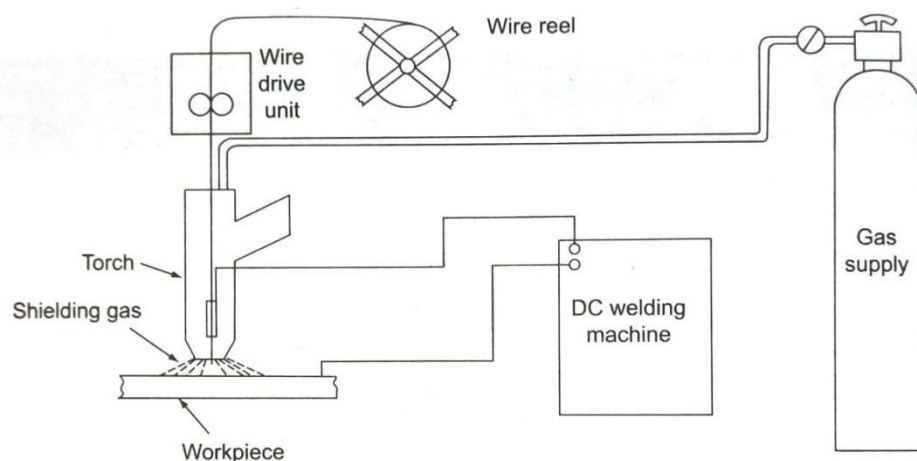 Wire reel
Wire
drive
unit
Torch
Shielding gas
Workpiece
DC welding
machine
Gas
supply